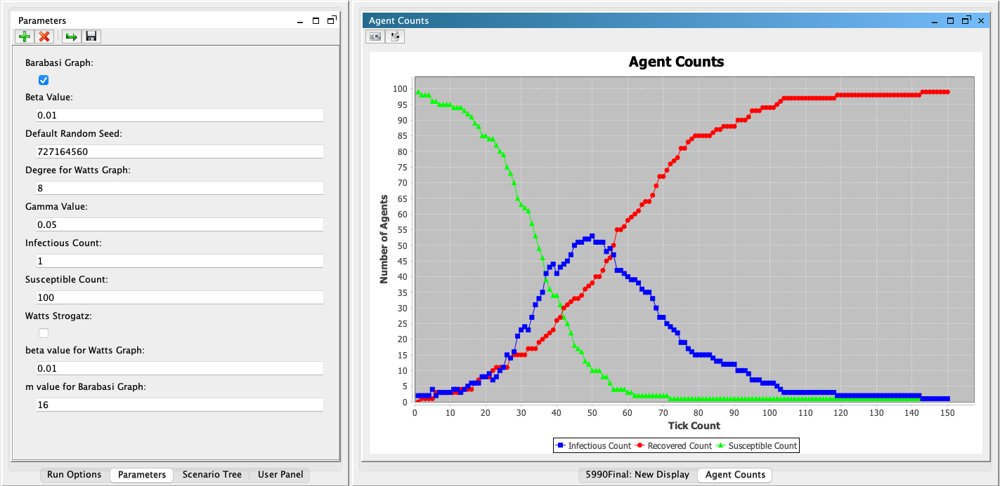 Parameters
Barabasi Graph:
Beta Value:
0.01
Default Random Seed:
727164560
Degree for Watts Graph:
8
Gamma Value:
0.05
Infectious Count:
1
Susceptible Count:
100
Watts Strogatz:
beta value for Watts Graph:
0.01
m value for Barabasi Graph:
16
Run Options Parameters Scenario Tree User Panel
Agent Counts
Agent Counts
Number of Agents
100
95
90
85
80
75
70
65
60
55
50
45
40
35
30
25
20
15
10
5
0
0 10 20 30 40 50 60 70 80 90 100 110 120 130 140 150
Tick Count
Infectious Count Recovered Count Susceptible Count
5990Final: New Display Agent Counts